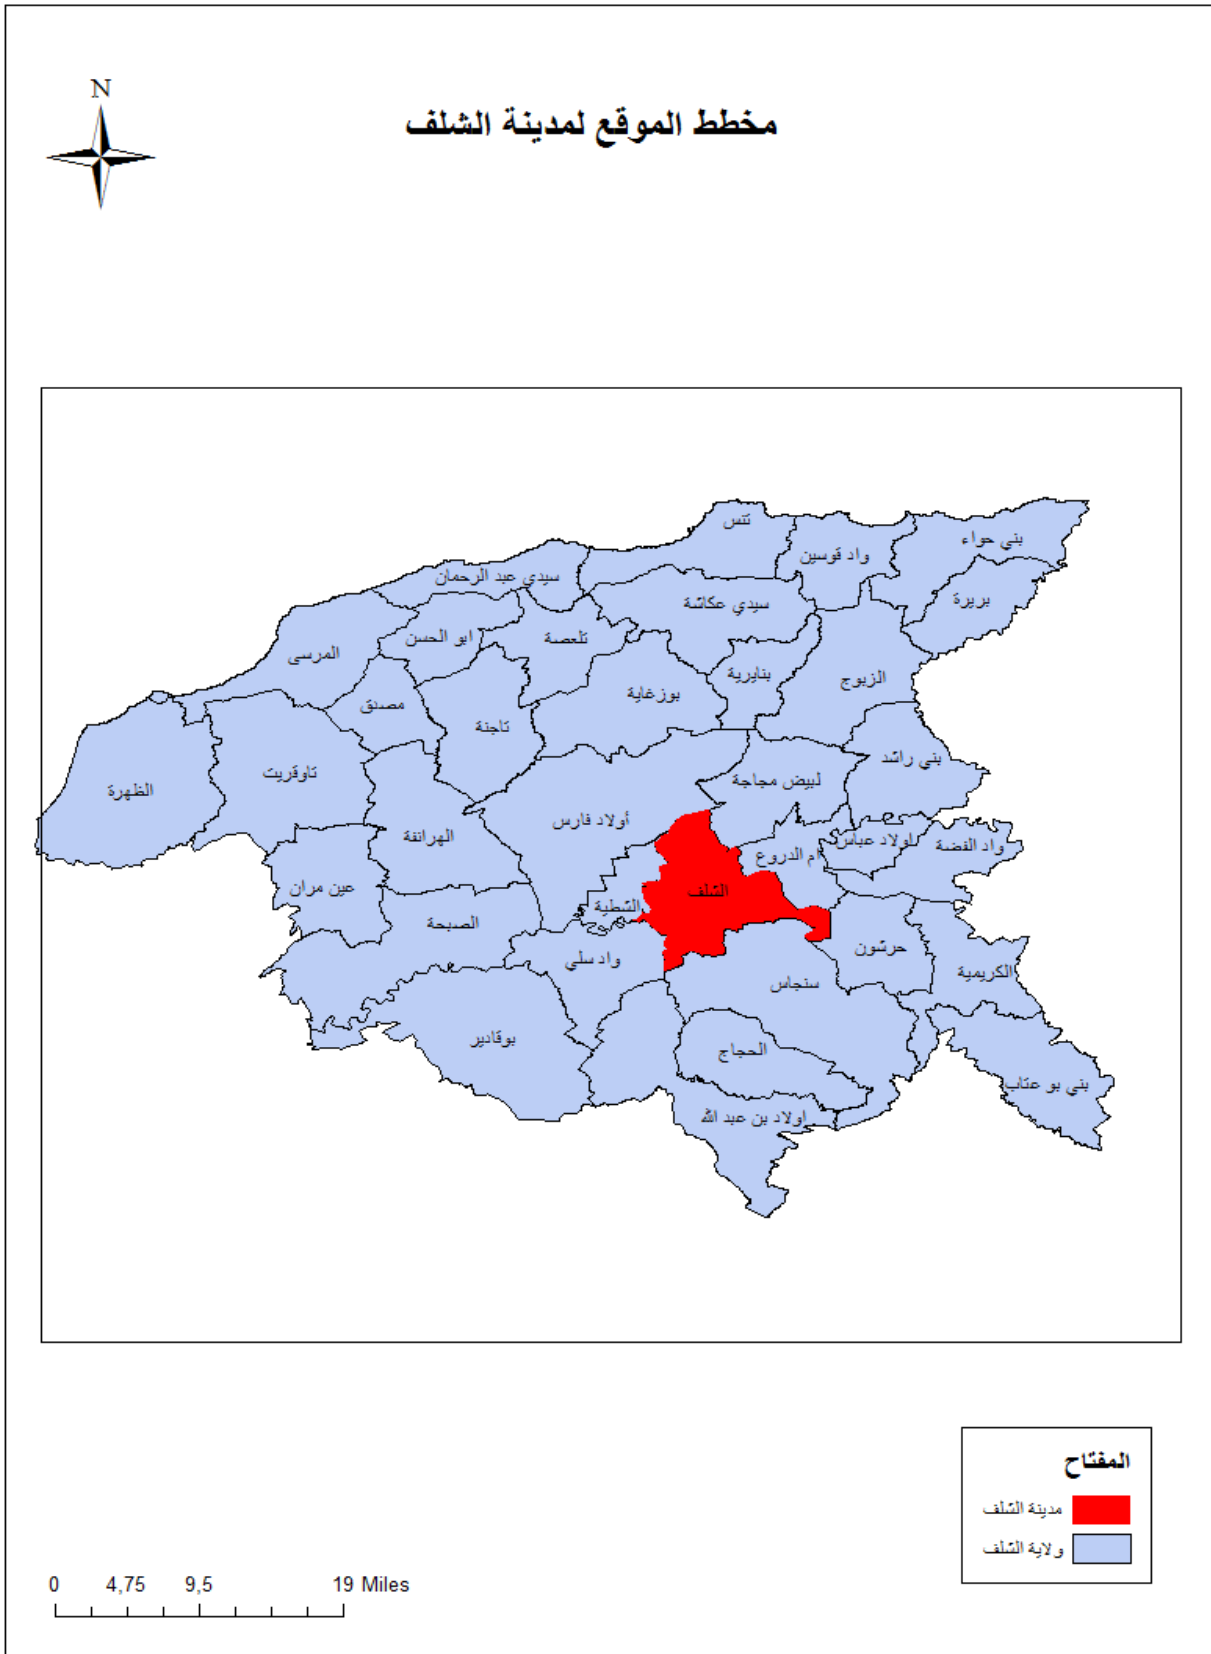 N
مخطط الموقع لمدينة الشلف
تنس
بني حواء
واد قوسين
سيدي عبد الرحمان
بريرة
سيدي عكاشة
ابو الحسن
تلعصة
المرسى
بنايرية
الزبوج
بوزغاية
مصدق
تاجنة
بني راشد
تاوقريت
لبيض مجاجة
الظهرة
أولاد فارس
الهرانفة
اولاد عباس
واد الفضة
ام الدروع
عين مران
الشلف
الشطية
الصبحة
حرشون
واد سلي
الكريمية
سنجاس
بوقادير
الحجاج
بني بو عتاب
اولاد بن عبد الله
المفتاح
مدينة الشلف
ولاية الشلف
0 4,75 9,5 19 Miles